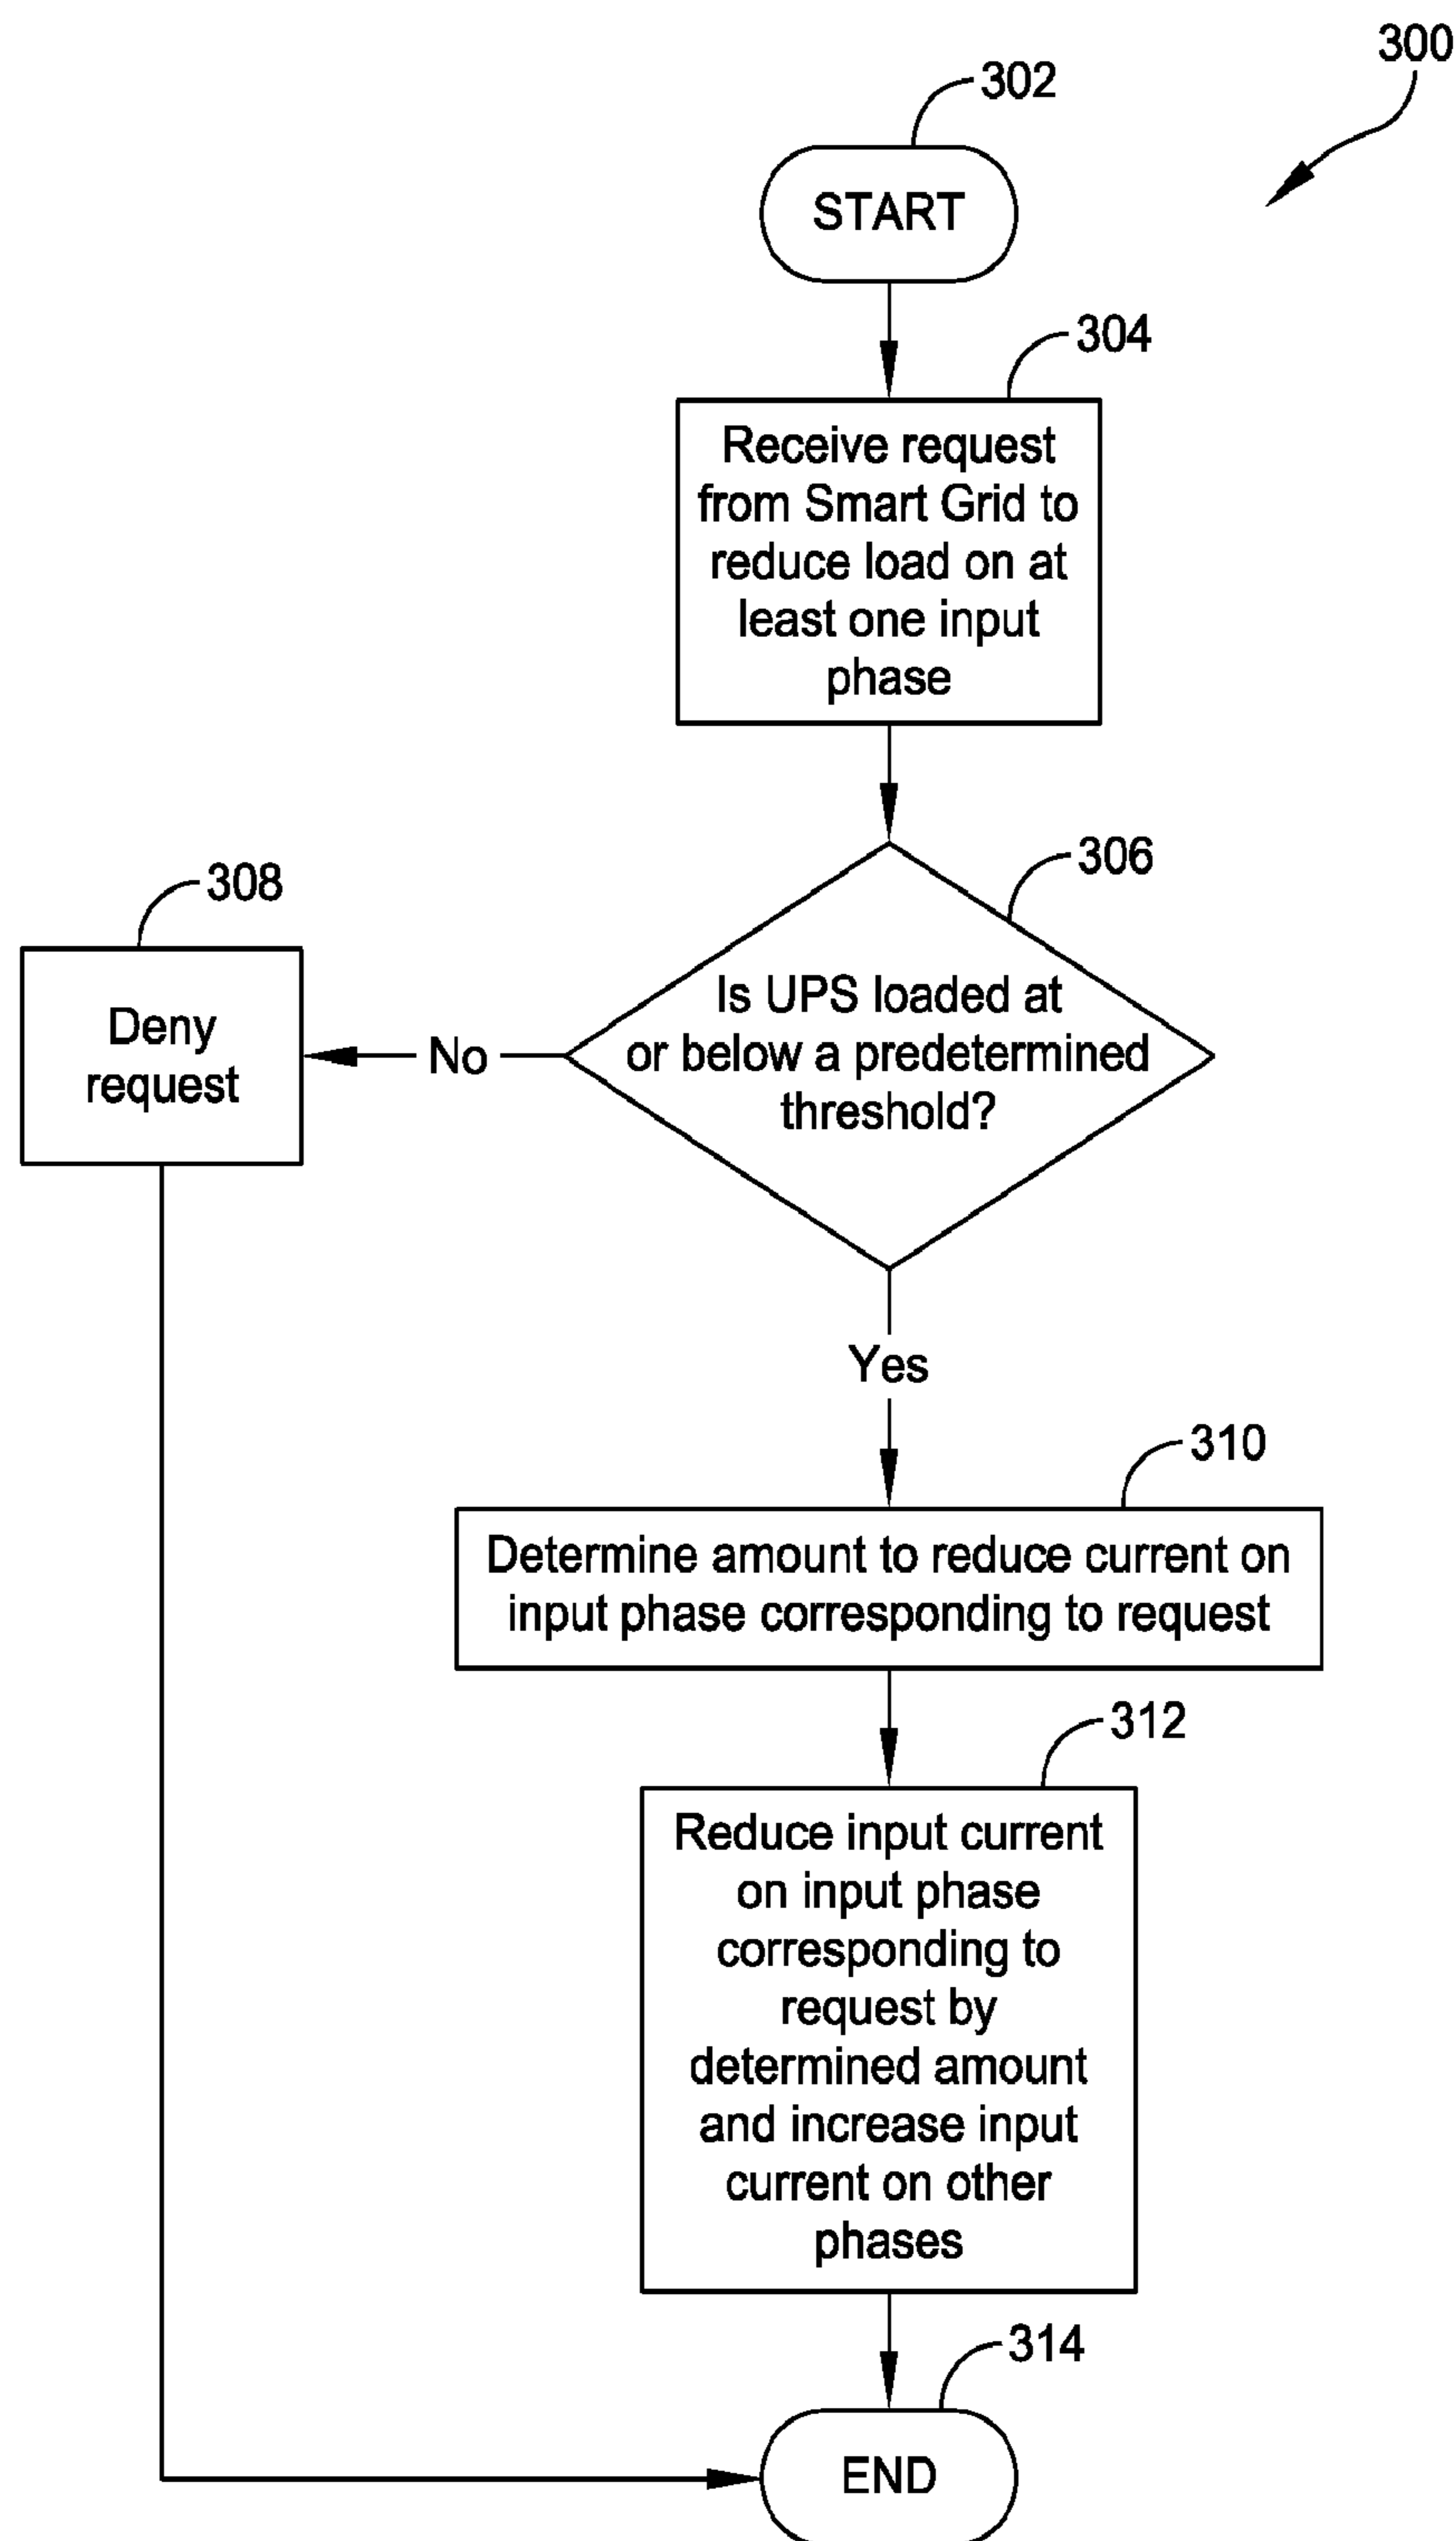 300
302
START
304
Receive request
from Smart Grid to
reduce load on at
least one input
phase
306
Is UPS loaded at
or below a predetermined
threshold?
308
Deny
request
No
Yes
310
Determine amount to reduce current on
input phase corresponding to request
312
Reduce input current
on input phase
corresponding to
request by
determined amount
and increase input
current on other
phases
314
END